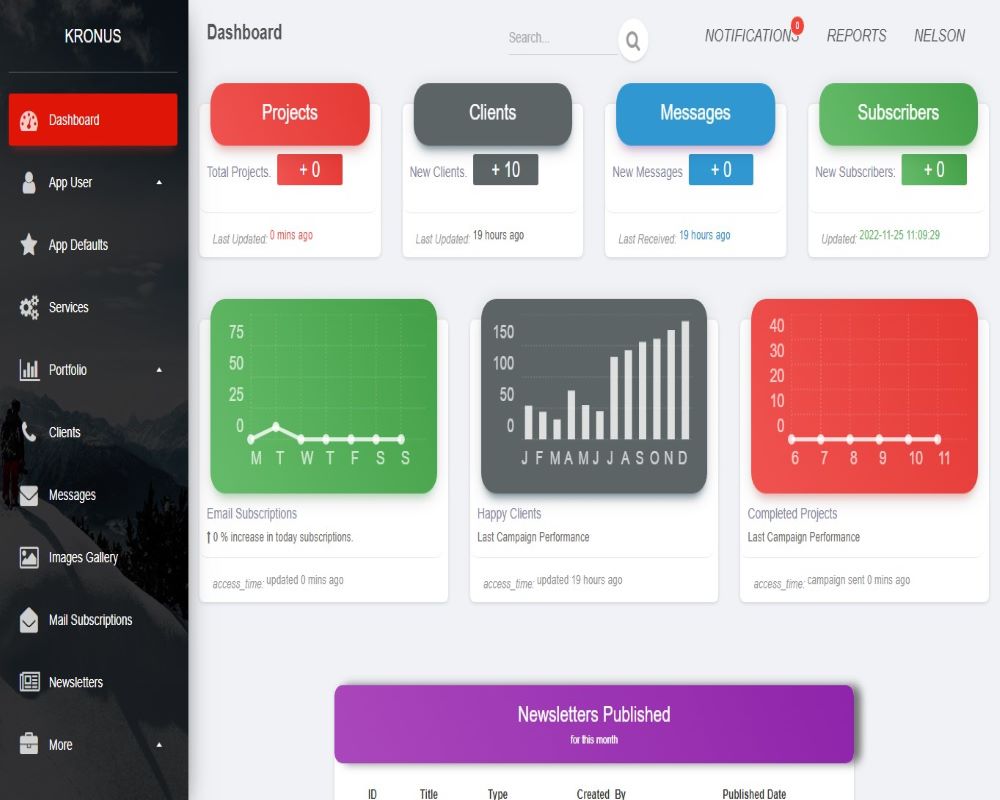 KRONUS
Dashboard
App User
App Defaults
Services
Portfolio
Clients
Messages
Images Gallery
Mail Subscriptions
Newsletters
More
Dashboard
Search...
NOTIFICATIONS
0
REPORTS
NELSON
Projects
Total Projects. + 0
Last Updated: 0 mins ago
Clients
New Clients. + 10
Last Updated: 19 hours ago
Messages
New Messages + 0
Last Received: 19 hours ago
Subscribers
New Subscribers: + 0
Updated: 2022-11-25 11:09:29
75
50
25
0
M T W T F S S
Email Subscriptions
0 % increase in today subscriptions.
access_time: updated 0 mins ago
150
100
50
0
J F M A M J J A S O N D
Happy Clients
Last Campaign Performance
access_time: updated 19 hours ago
40
30
20
10
0
6 7 8 9 10 11
Completed Projects
Last Campaign Performance
access_time: campaign sent 0 mins ago
Newsletters Published
for this month
ID Title Type Created By Published Date